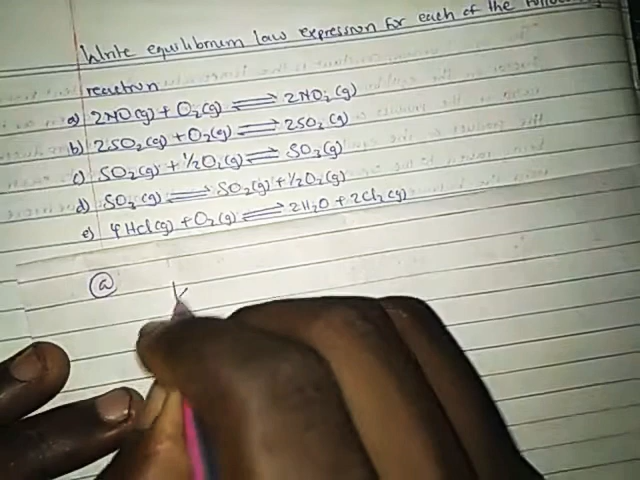 Write equilibrium law expression for each of the following
reaction
a) 2NO(g) + O₂(g) ⇌ 2NO₂(g)
b) 2SO₂(g) + O₂(g) ⇌ 2SO₃(g)
c) SO₂(g) + ½O₂(g) ⇌ SO₃(g)
d) SO₃(g) ⇌ SO₂(g) + ½O₂(g)
e) 4HCl(g) + O₂(g) ⇌ 2H₂O + 2Cl₂(g)
(a) K